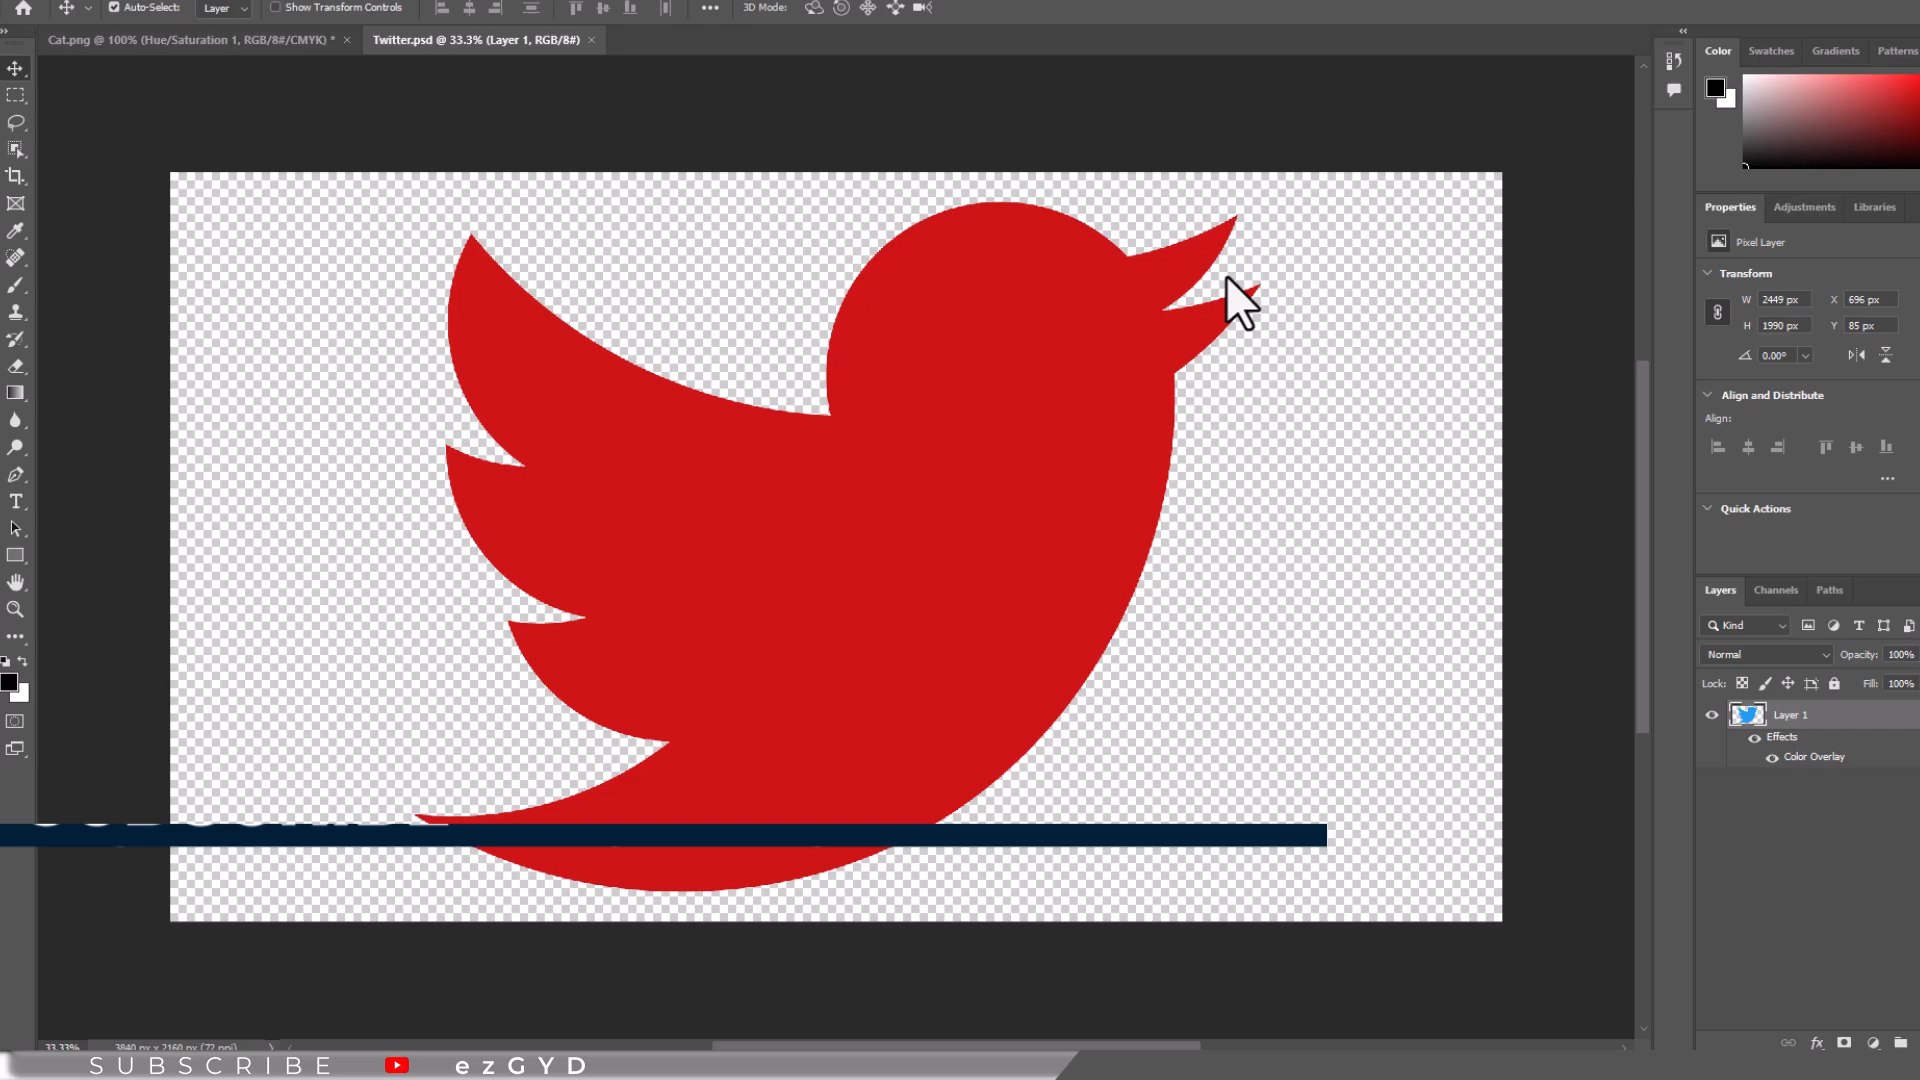 Auto-Select:
Layer
Show Transform Controls
3D Mode:
Cat.png @ 100% (Hue/Saturation 1, RGB/8#/CMYK) *
Twitter.psd @ 33.3% (Layer 1, RGB/8#)
Color
Swatches
Gradients
Patterns
Properties
Adjustments
Libraries
Pixel Layer
Transform
W 2449 px X 696 px
H 1990 px Y 85 px
0.00°
Align and Distribute
Align:
Quick Actions
Layers
Channels
Paths
Kind
Normal
Opacity: 100%
Lock:
Fill: 100%
Layer 1
Effects
Color Overlay
fx
33.33%
3840 px x 2160 px (72 ppi)
SUBSCRIBE
ezGYD